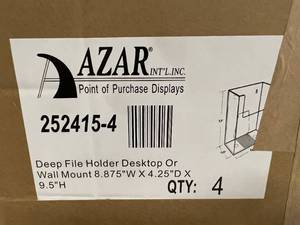 AZAR® INT'L.INC.
Point of Purchase Displays
252415-4
Deep File Holder Desktop Or
Wall Mount 8.875"W X 4.25"D X
9.5"H
QTY: 4